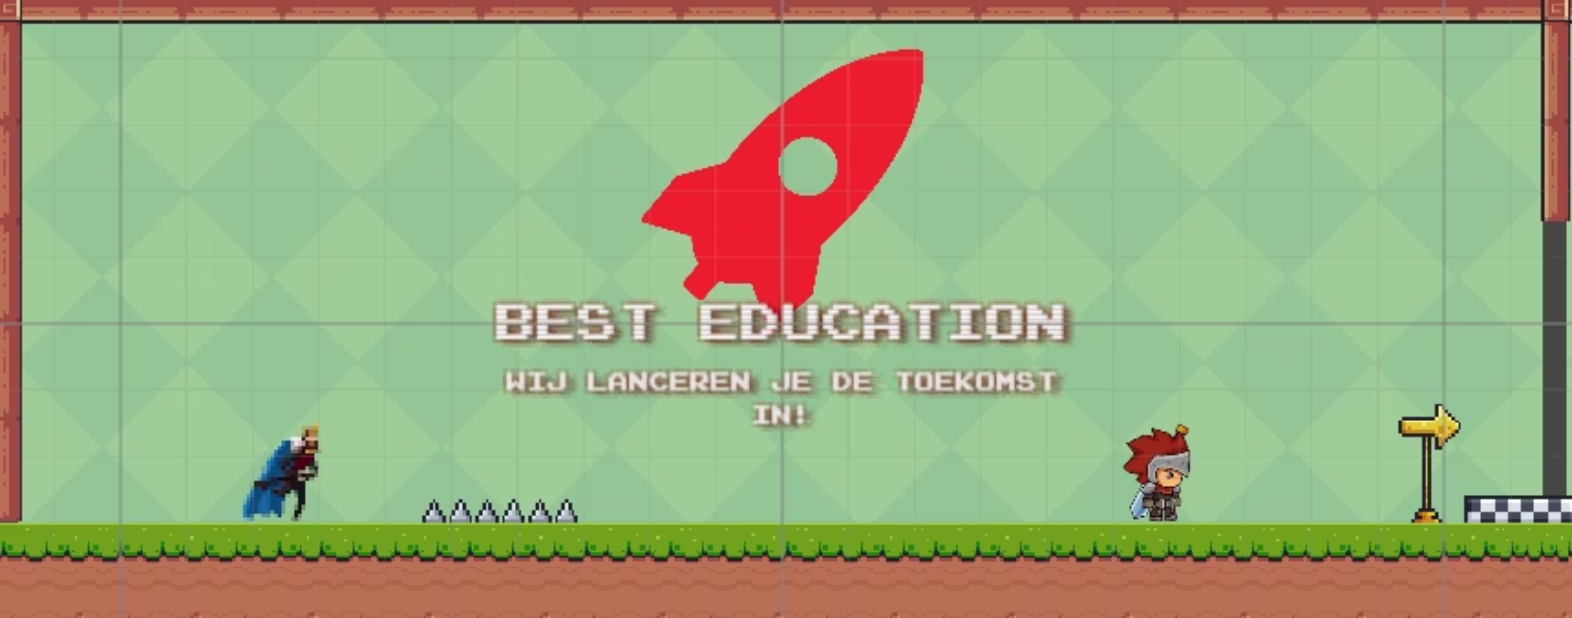 BEST EDUCATION
WIJ LANCEREN JE DE TOEKOMST
IN!